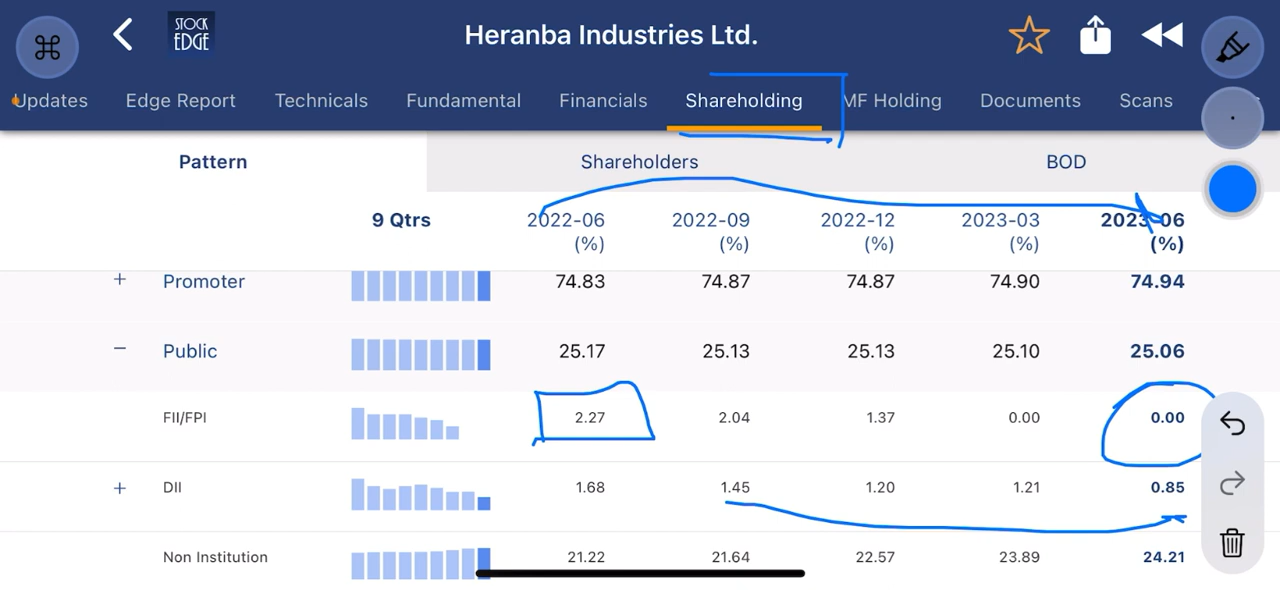 STOCK
EDGE
Heranba Industries Ltd.
Updates Edge Report Technicals Fundamental Financials Shareholding MF Holding Documents Scans
Pattern Shareholders BOD
9 Qtrs 2022-06 (%) 2022-09 (%) 2022-12 (%) 2023-03 (%) 2023-06 (%)
+ Promoter 74.83 74.87 74.87 74.90 74.94
− Public 25.17 25.13 25.13 25.10 25.06
FII/FPI 2.27 2.04 1.37 0.00 0.00
+ DII 1.68 1.45 1.20 1.21 0.85
Non Institution 21.22 21.64 22.57 23.89 24.21